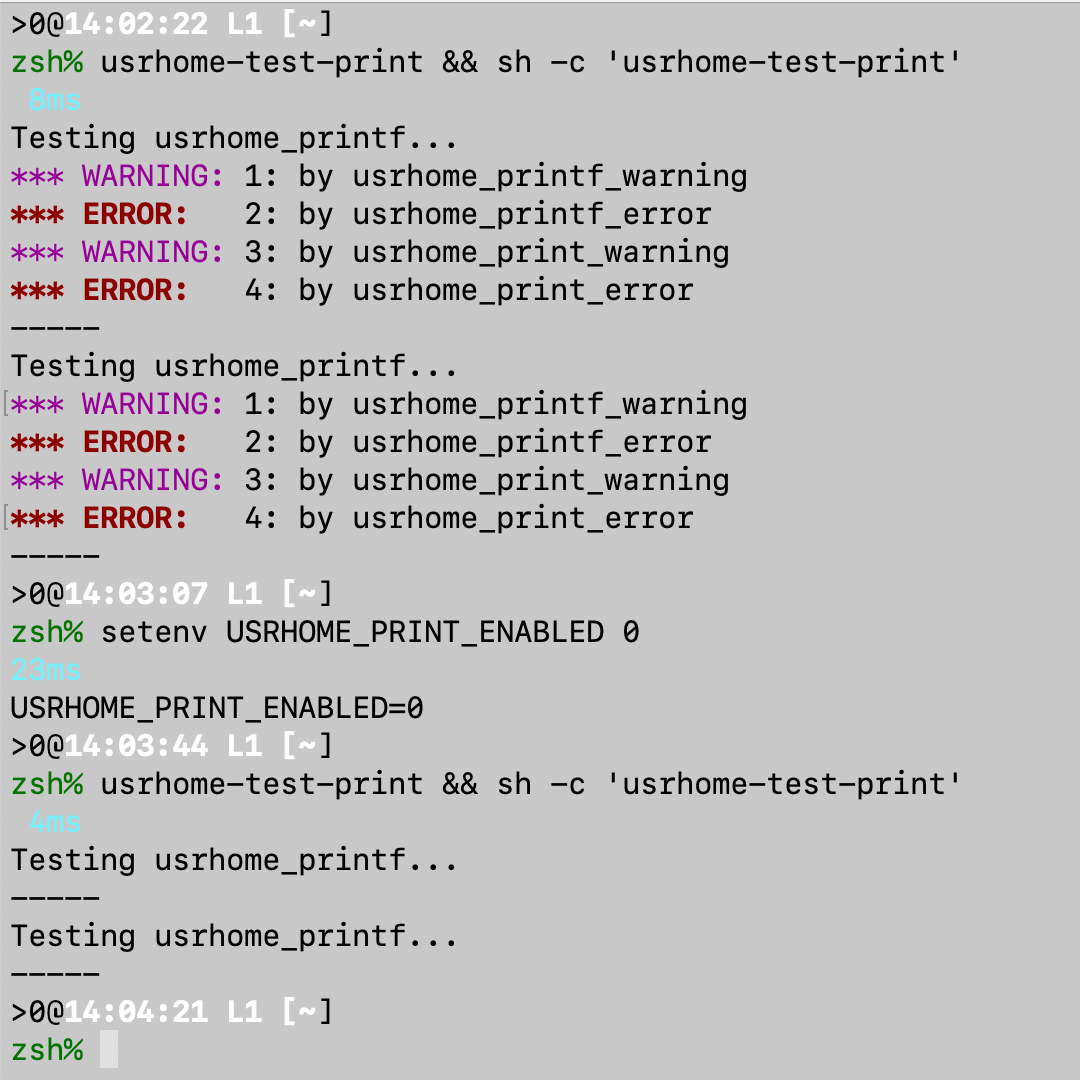 >0@14:02:22 L1 [~]
zsh% usrhome-test-print && sh -c 'usrhome-test-print'
 8ms
Testing usrhome_printf...
*** WARNING: 1: by usrhome_printf_warning
*** ERROR:   2: by usrhome_printf_error
*** WARNING: 3: by usrhome_print_warning
*** ERROR:   4: by usrhome_print_error
-----
Testing usrhome_printf...
*** WARNING: 1: by usrhome_printf_warning
*** ERROR:   2: by usrhome_printf_error
*** WARNING: 3: by usrhome_print_warning
*** ERROR:   4: by usrhome_print_error
-----
>0@14:03:07 L1 [~]
zsh% setenv USRHOME_PRINT_ENABLED 0
23ms
USRHOME_PRINT_ENABLED=0
>0@14:03:44 L1 [~]
zsh% usrhome-test-print && sh -c 'usrhome-test-print'
 4ms
Testing usrhome_printf...
-----
Testing usrhome_printf...
-----
>0@14:04:21 L1 [~]
zsh%